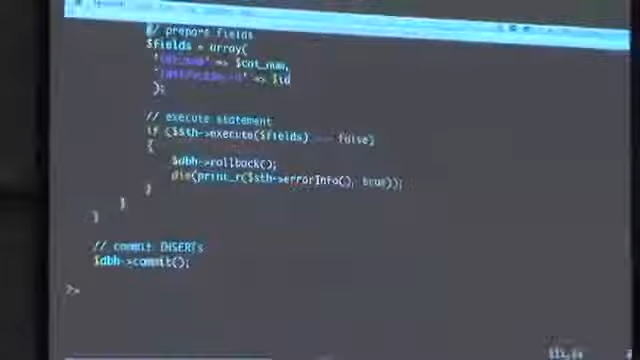 // prepare fields
$fields = array(
=> $cnt_num,
=> $id
);
// execute statement
if ($sth->execute($fields) === false)
{
$dbh->rollback();
die(print_r($sth->errorInfo(), true));
}
}
}
// commit INSERTs
$dbh->commit();
?>